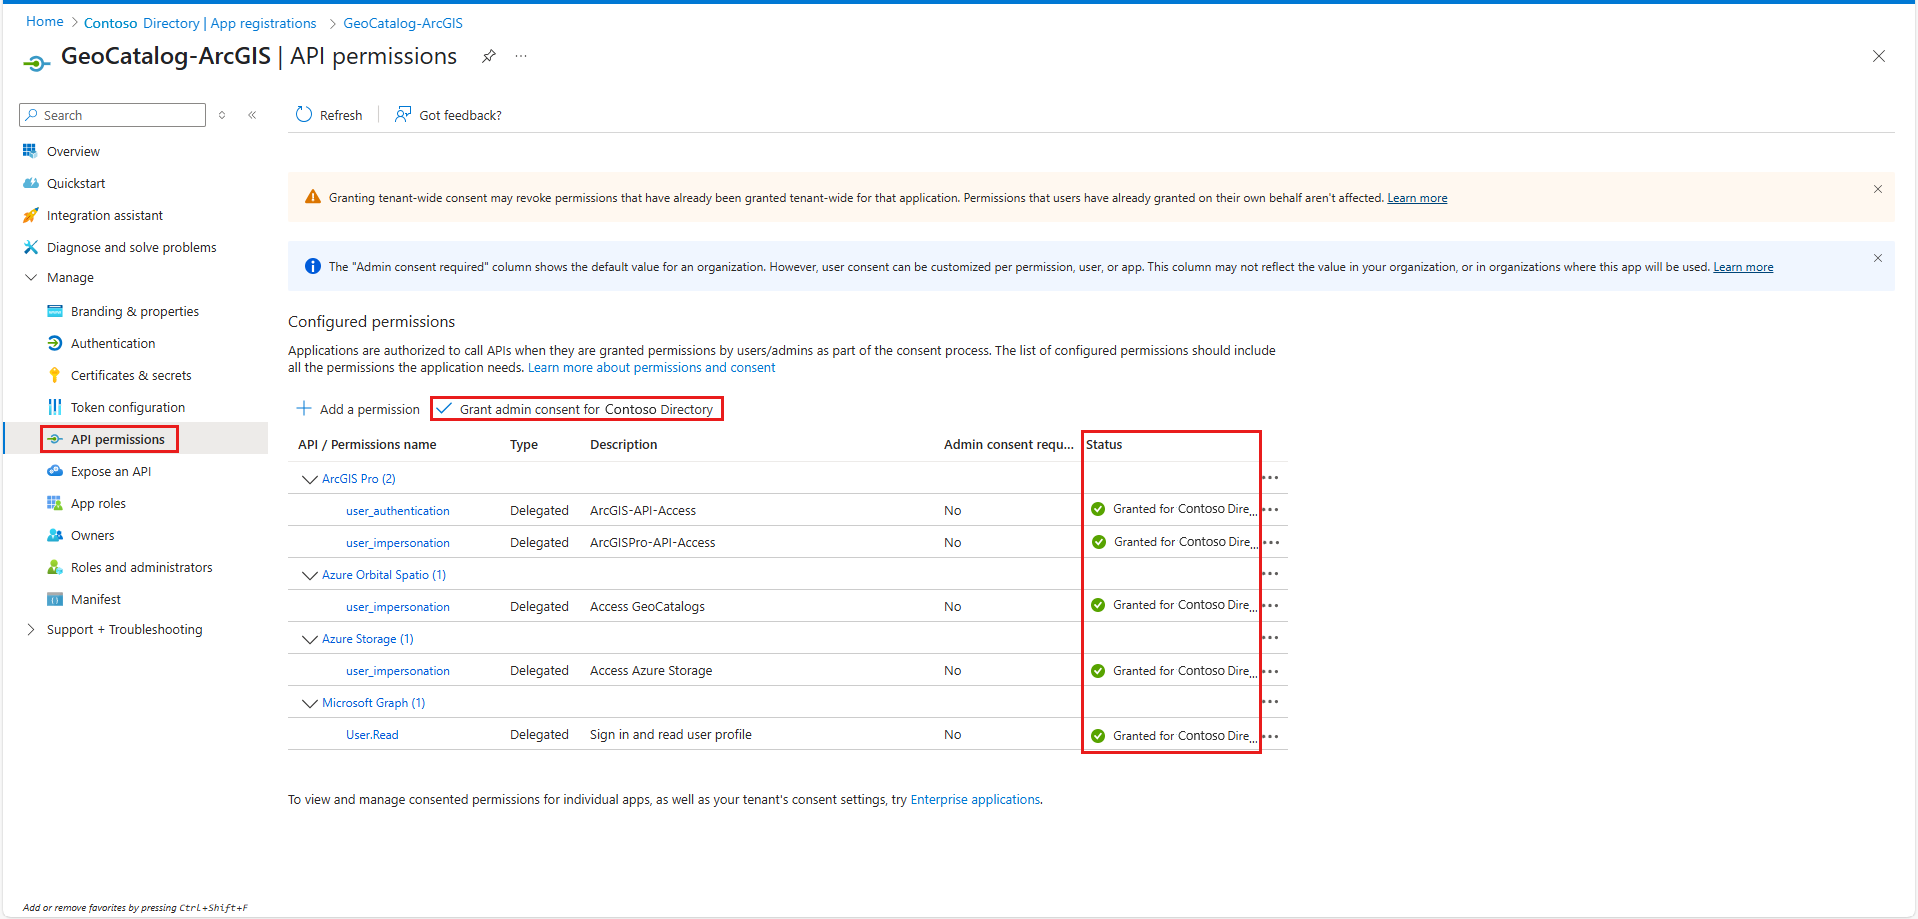 Home > Contoso Directory | App registrations > GeoCatalog-ArcGIS
GeoCatalog-ArcGIS | API permissions
Search
Refresh
Got feedback?
Overview
Quickstart
Integration assistant
Diagnose and solve problems
Manage
Branding & properties
Authentication
Certificates & secrets
Token configuration
API permissions
Expose an API
App roles
Owners
Roles and administrators
Manifest
Support + Troubleshooting
Granting tenant-wide consent may revoke permissions that have already been granted tenant-wide for that application. Permissions that users have already granted on their own behalf aren't affected. Learn more
The "Admin consent required" column shows the default value for an organization. However, user consent can be customized per permission, user, or app. This column may not reflect the value in your organization, or in organizations where this app will be used. Learn more
Configured permissions
Applications are authorized to call APIs when they are granted permissions by users/admins as part of the consent process. The list of configured permissions should include
all the permissions the application needs. Learn more about permissions and consent
Add a permission Grant admin consent for Contoso Directory
API / Permissions name Type Description Admin consent requ... Status
ArcGIS Pro (2)
user_authentication Delegated ArcGIS-API-Access No Granted for Contoso Dire...
user_impersonation Delegated ArcGISPro-API-Access No Granted for Contoso Dire...
Azure Orbital Spatio (1)
user_impersonation Delegated Access GeoCatalogs No Granted for Contoso Dire...
Azure Storage (1)
user_impersonation Delegated Access Azure Storage No Granted for Contoso Dire...
Microsoft Graph (1)
User.Read Delegated Sign in and read user profile No Granted for Contoso Dire...
To view and manage consented permissions for individual apps, as well as your tenant's consent settings, try Enterprise applications.
Add or remove favorites by pressing Ctrl+Shift+F